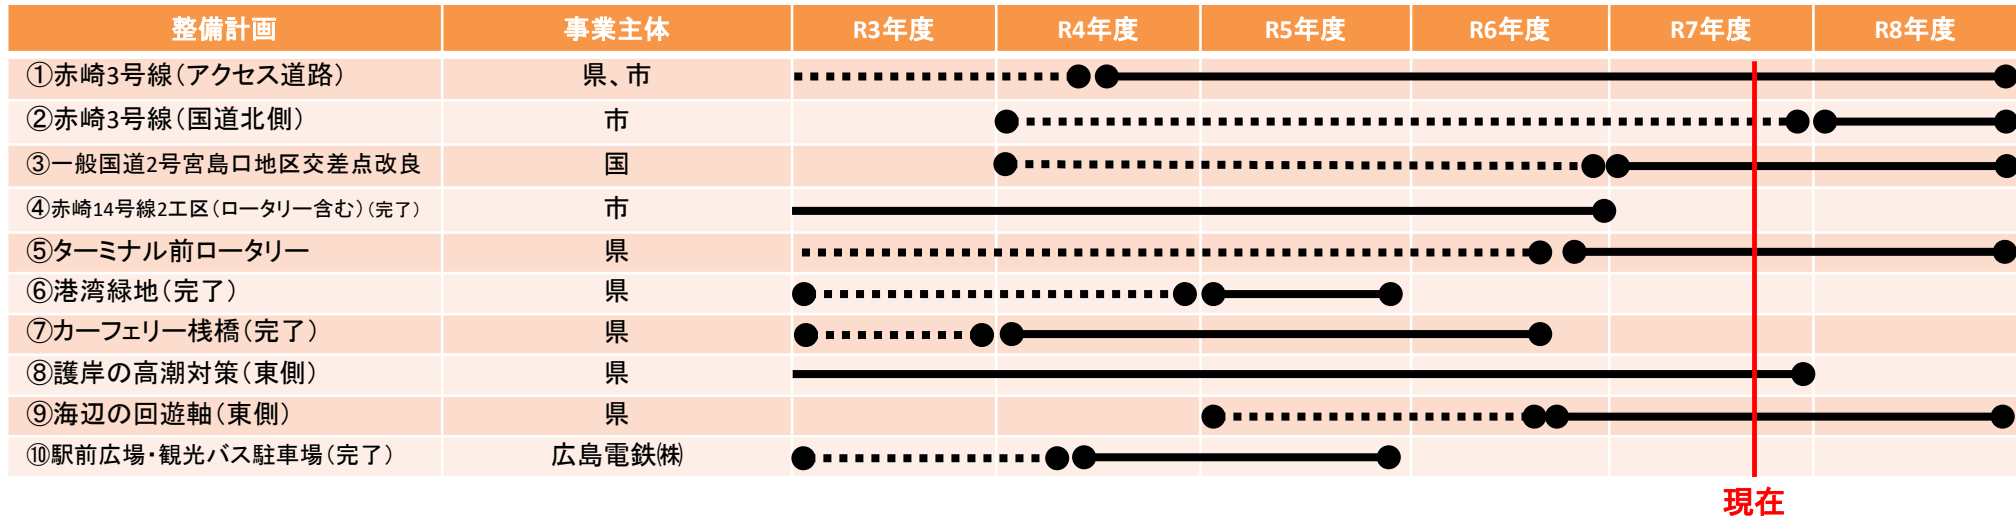 整備計画 事業主体 R3年度 R4年度 R5年度 R6年度 R7年度 R8年度
①赤崎3号線(アクセス道路) 県、市
②赤崎3号線(国道北側) 市
③一般国道2号宮島口地区交差点改良 国
④赤崎14号線2工区(ロータリー含む)(完了) 市
⑤ターミナル前ロータリー 県
⑥港湾緑地(完了) 県
⑦カーフェリー桟橋(完了) 県
⑧護岸の高潮対策(東側) 県
⑨海辺の回遊軸(東側) 県
⑩駅前広場・観光バス駐車場(完了) 広島電鉄㈱
現在